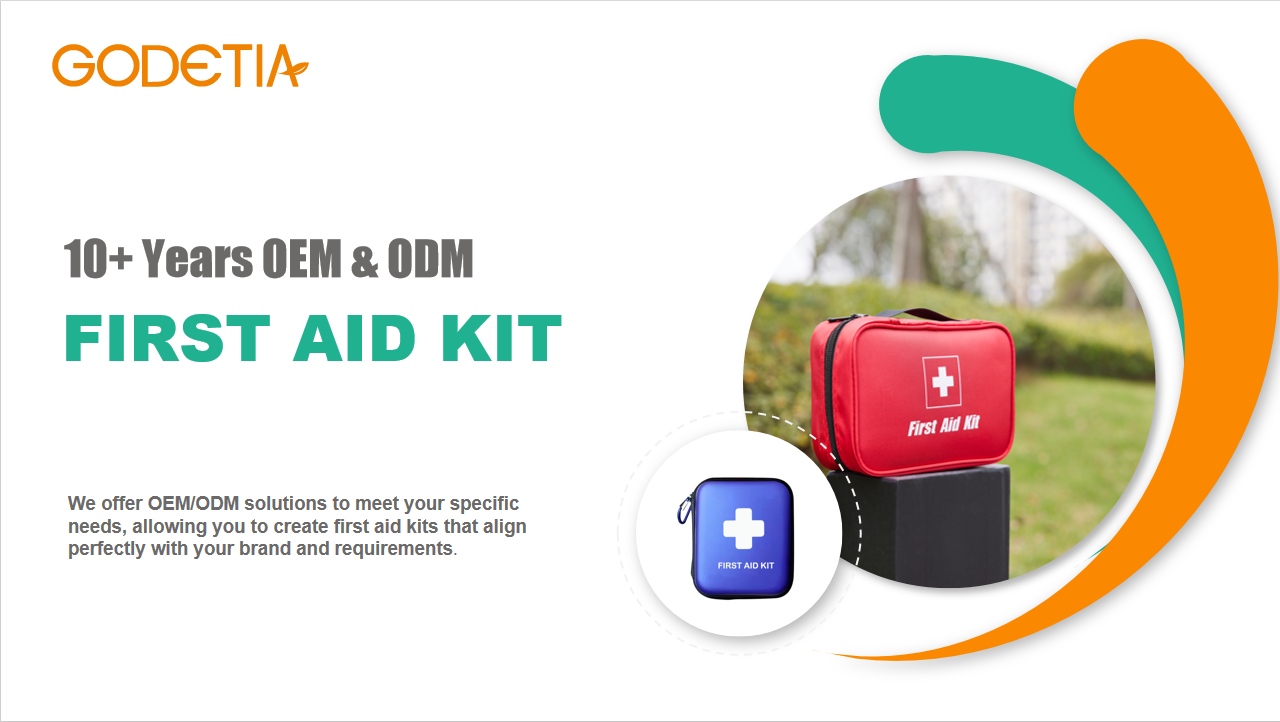 GODETIA
10+ Years OEM & ODM
FIRST AID KIT
We offer OEM/ODM solutions to meet your specific
needs, allowing you to create first aid kits that align
perfectly with your brand and requirements.
First Aid Kit
FIRST AID KIT